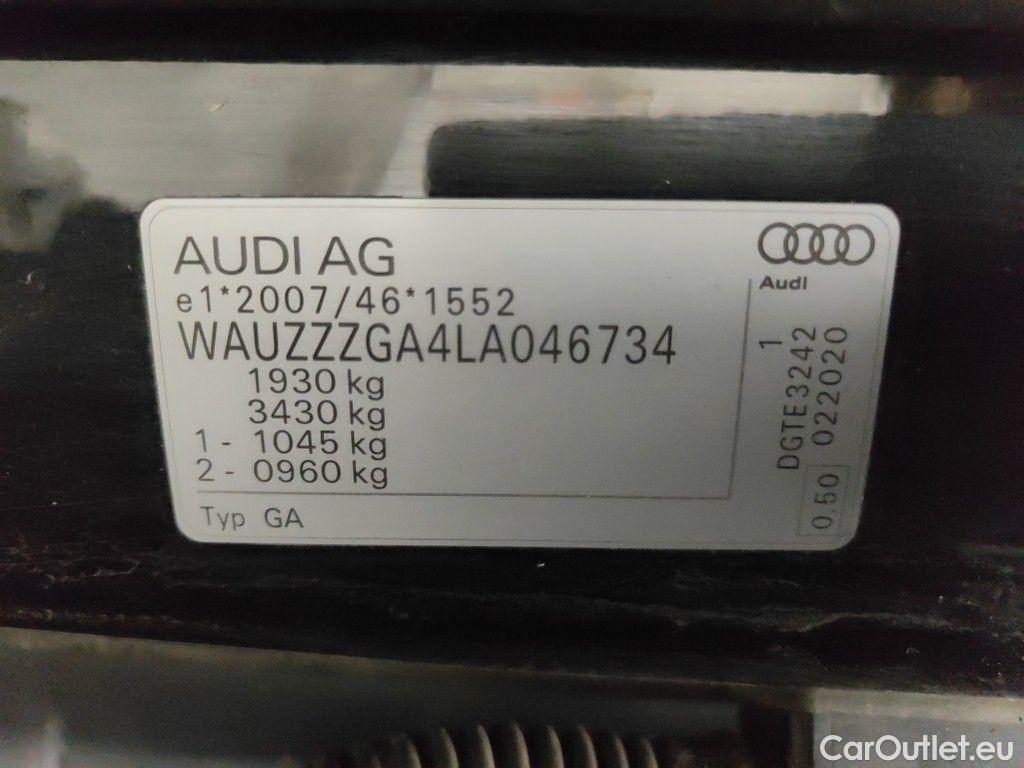 AUDI AG
e1*2007/46*1552
WAUZZZGA4LA046734
1930 kg
3430 kg
1 - 1045 kg
2 - 0960 kg
Typ GA
Audi
1
DGTE3242
022020
0.50
CarOutlet.eu